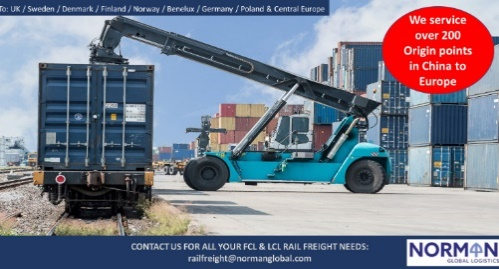 To: UK / Sweden / Denmark / Finland / Norway / Benelux / Germany / Poland & Central Europe
We service
over 200
Origin points
in China to
Europe
CONTACT US FOR ALL YOUR FCL & LCL RAIL FREIGHT NEEDS:
railfreight@normanglobal.com
NORMAN
GLOBAL LOGISTICS